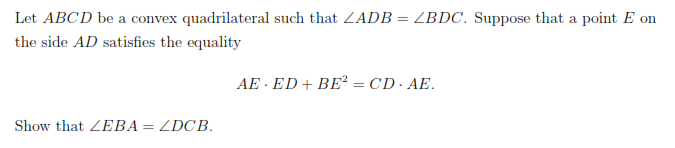 Let ABCD be a convex quadrilateral such that ∠ADB = ∠BDC. Suppose that a point E on
the side AD satisfies the equality
AE · ED + BE² = CD · AE.
Show that ∠EBA = ∠DCB.